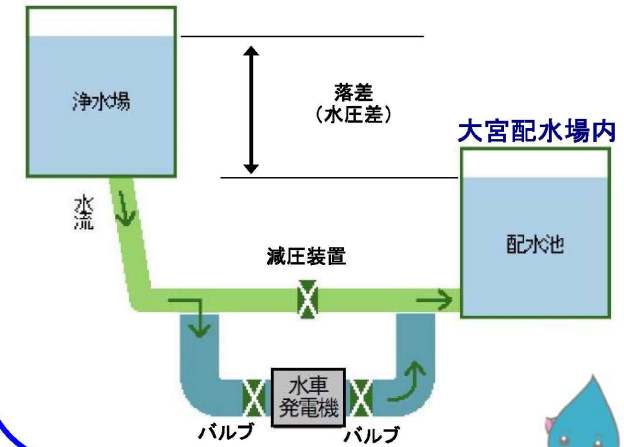 浄水場
落差
（水圧差）
大宮配水場内
水流
配水池
減圧装置
水車
発電機
バルブ
バルブ